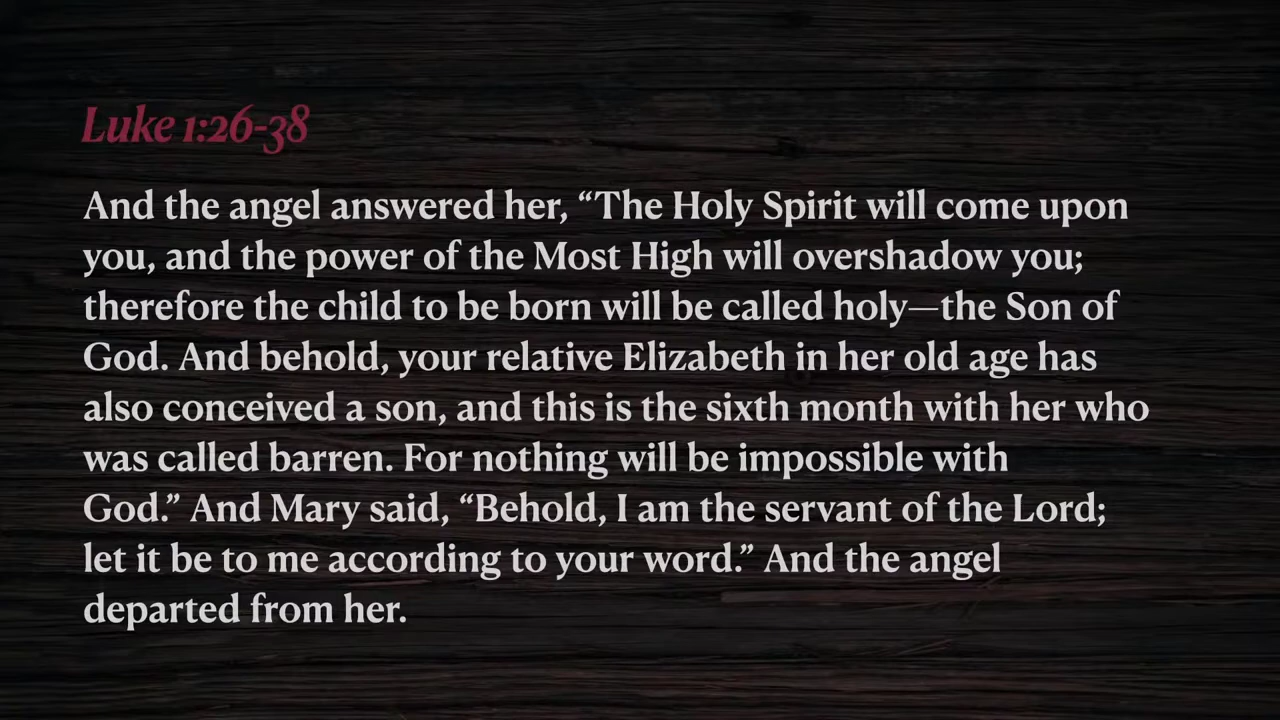 Luke 1:26-38
And the angel answered her, “The Holy Spirit will come upon
you, and the power of the Most High will overshadow you;
therefore the child to be born will be called holy—the Son of
God. And behold, your relative Elizabeth in her old age has
also conceived a son, and this is the sixth month with her who
was called barren. For nothing will be impossible with
God.” And Mary said, “Behold, I am the servant of the Lord;
let it be to me according to your word.” And the angel
departed from her.